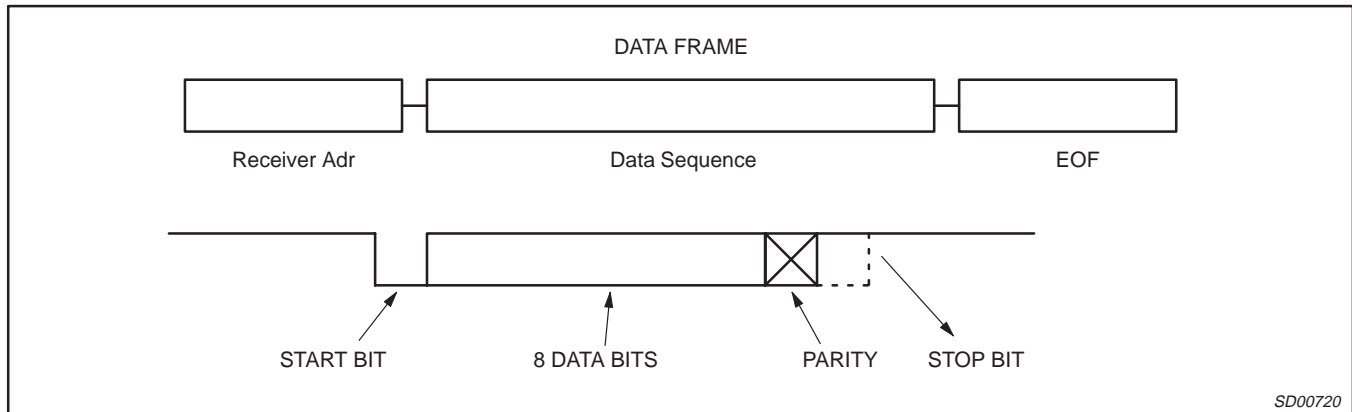 DATA FRAME
Receiver Adr Data Sequence EOF
START BIT 8 DATA BITS PARITY STOP BIT
SD00720